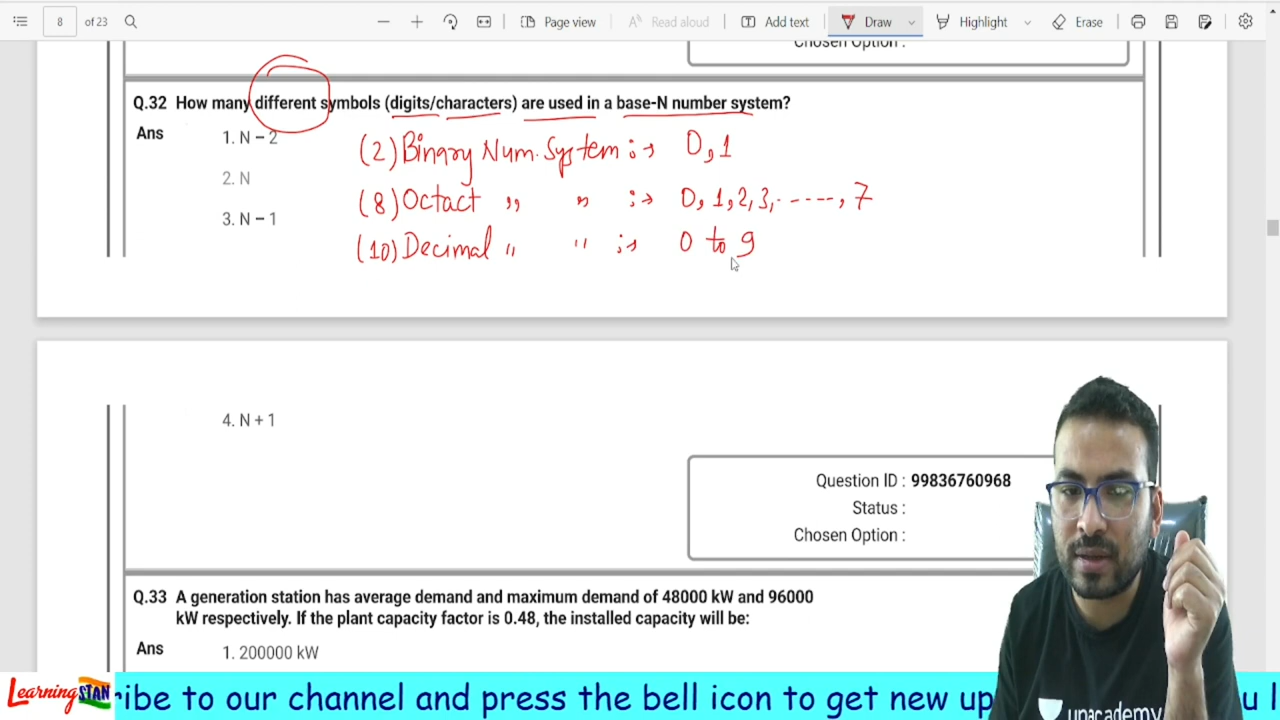 8 of 23 Page view Read aloud Add text Draw Highlight Erase
Chosen Option :
Q.32 How many different symbols (digits/characters) are used in a base-N number system?
Ans 1. N – 2
(2) Binary Num. System :→ 0, 1
2. N
(8) Octact ,, ,, :→ 0, 1, 2, 3, ------, 7
3. N – 1
(10) Decimal ,, ,, :→ 0 to 9
4. N + 1
Question ID : 99836760968
Status :
Chosen Option :
Q.33 A generation station has average demand and maximum demand of 48000 kW and 96000
kW respectively. If the plant capacity factor is 0.48, the installed capacity will be:
Ans 1. 200000 kW
unacademy
Learning STAN ribe to our channel and press the bell icon to get new up u l